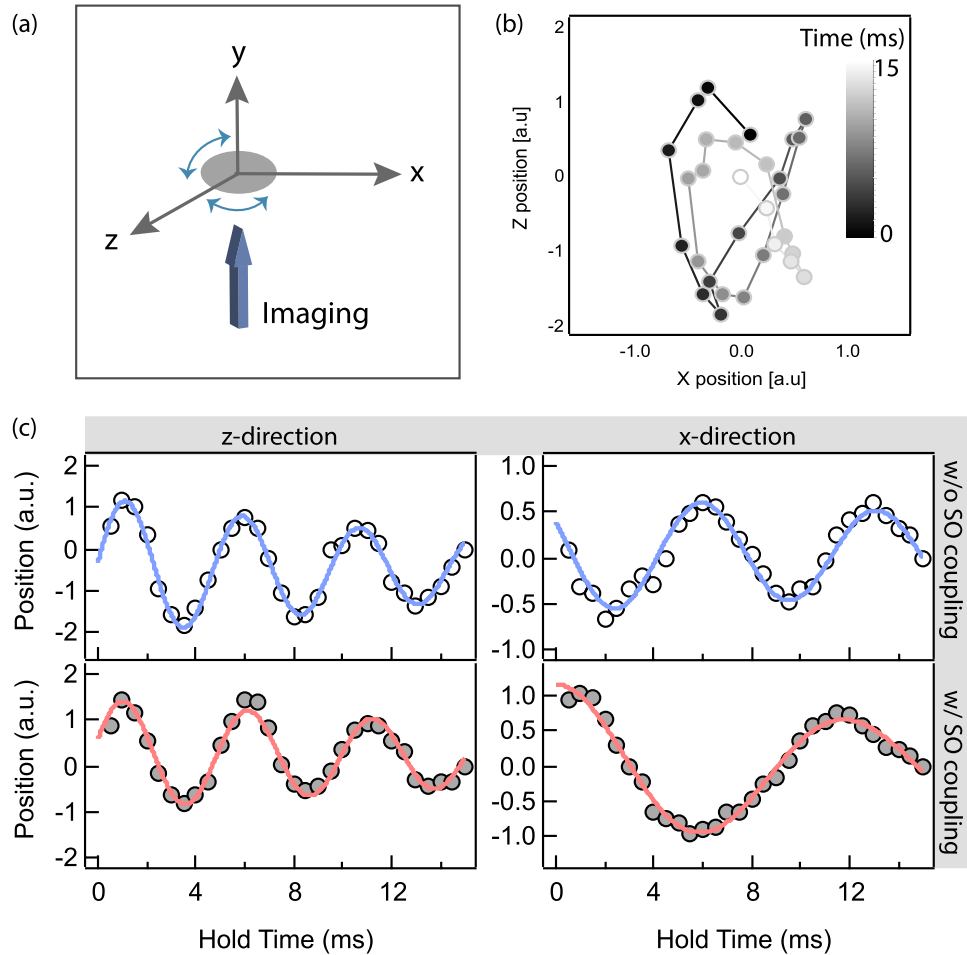 (a)
y
x
z
Imaging
(b)
Time (ms)
15
0
2
1
0
-1
-2
Z position [a.u]
-1.0 0.0 1.0
X position [a.u]
(c)
z-direction x-direction
2
1
0
-1
-2
Position (a.u.)
1.0
0.5
0.0
-0.5
-1.0
w/o SO coupling
2
1
0
-1
-2
Position (a.u.)
1.0
0.5
0.0
-0.5
-1.0
w/ SO coupling
0 4 8 12
0 4 8 12
Hold Time (ms) Hold Time (ms)